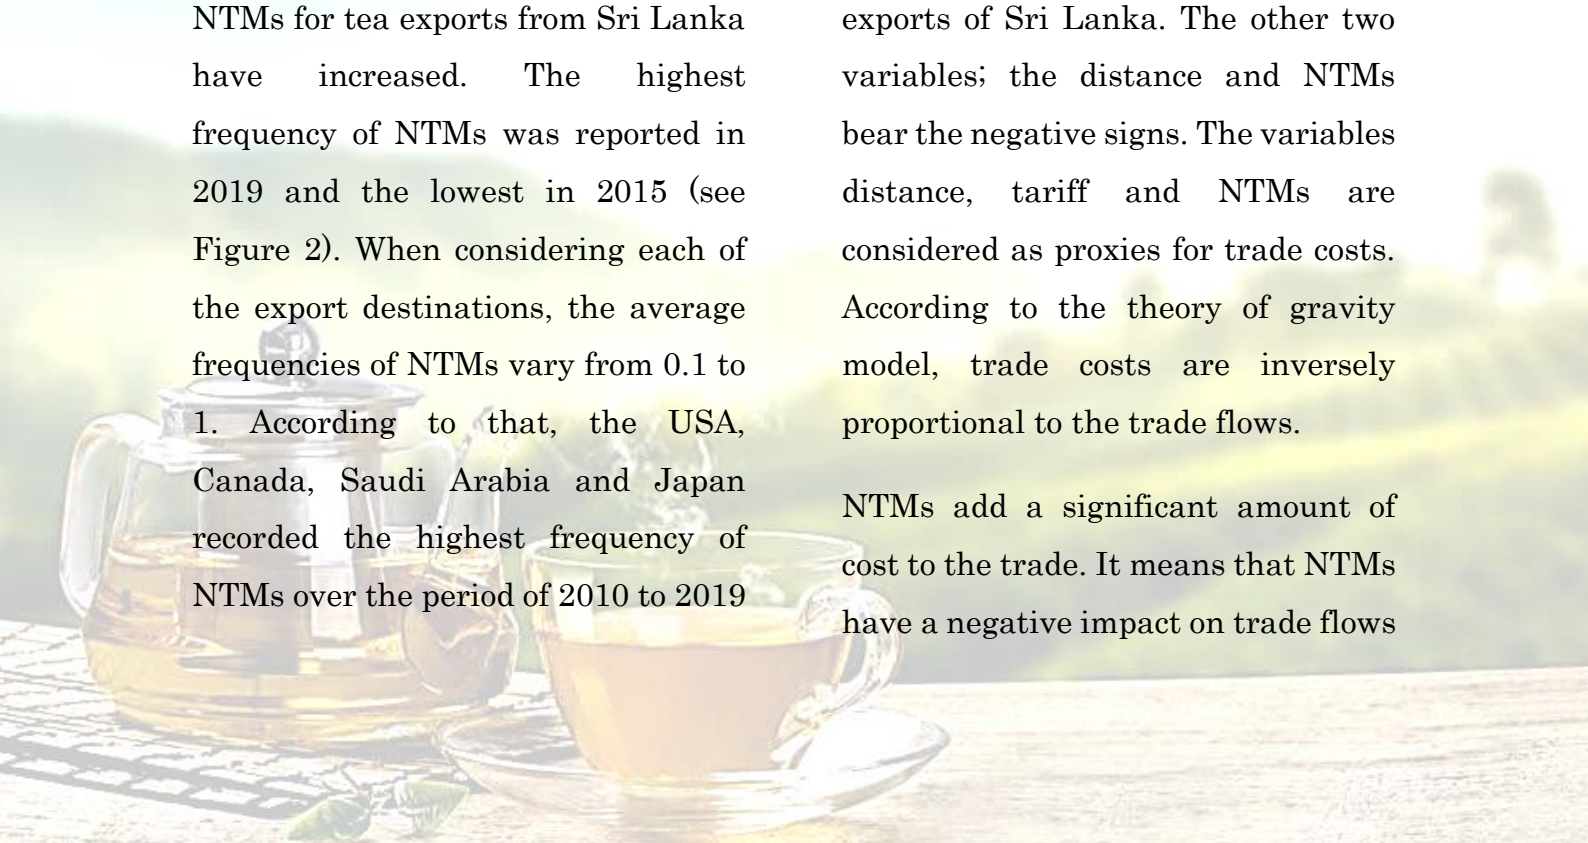 NTMs for tea exports from Sri Lanka
have increased. The highest
frequency of NTMs was reported in
2019 and the lowest in 2015 (see
Figure 2). When considering each of
the export destinations, the average
frequencies of NTMs vary from 0.1 to
1. According to that, the USA,
Canada, Saudi Arabia and Japan
recorded the highest frequency of
NTMs over the period of 2010 to 2019
exports of Sri Lanka. The other two
variables; the distance and NTMs
bear the negative signs. The variables
distance, tariff and NTMs are
considered as proxies for trade costs.
According to the theory of gravity
model, trade costs are inversely
proportional to the trade flows.
NTMs add a significant amount of
cost to the trade. It means that NTMs
have a negative impact on trade flows